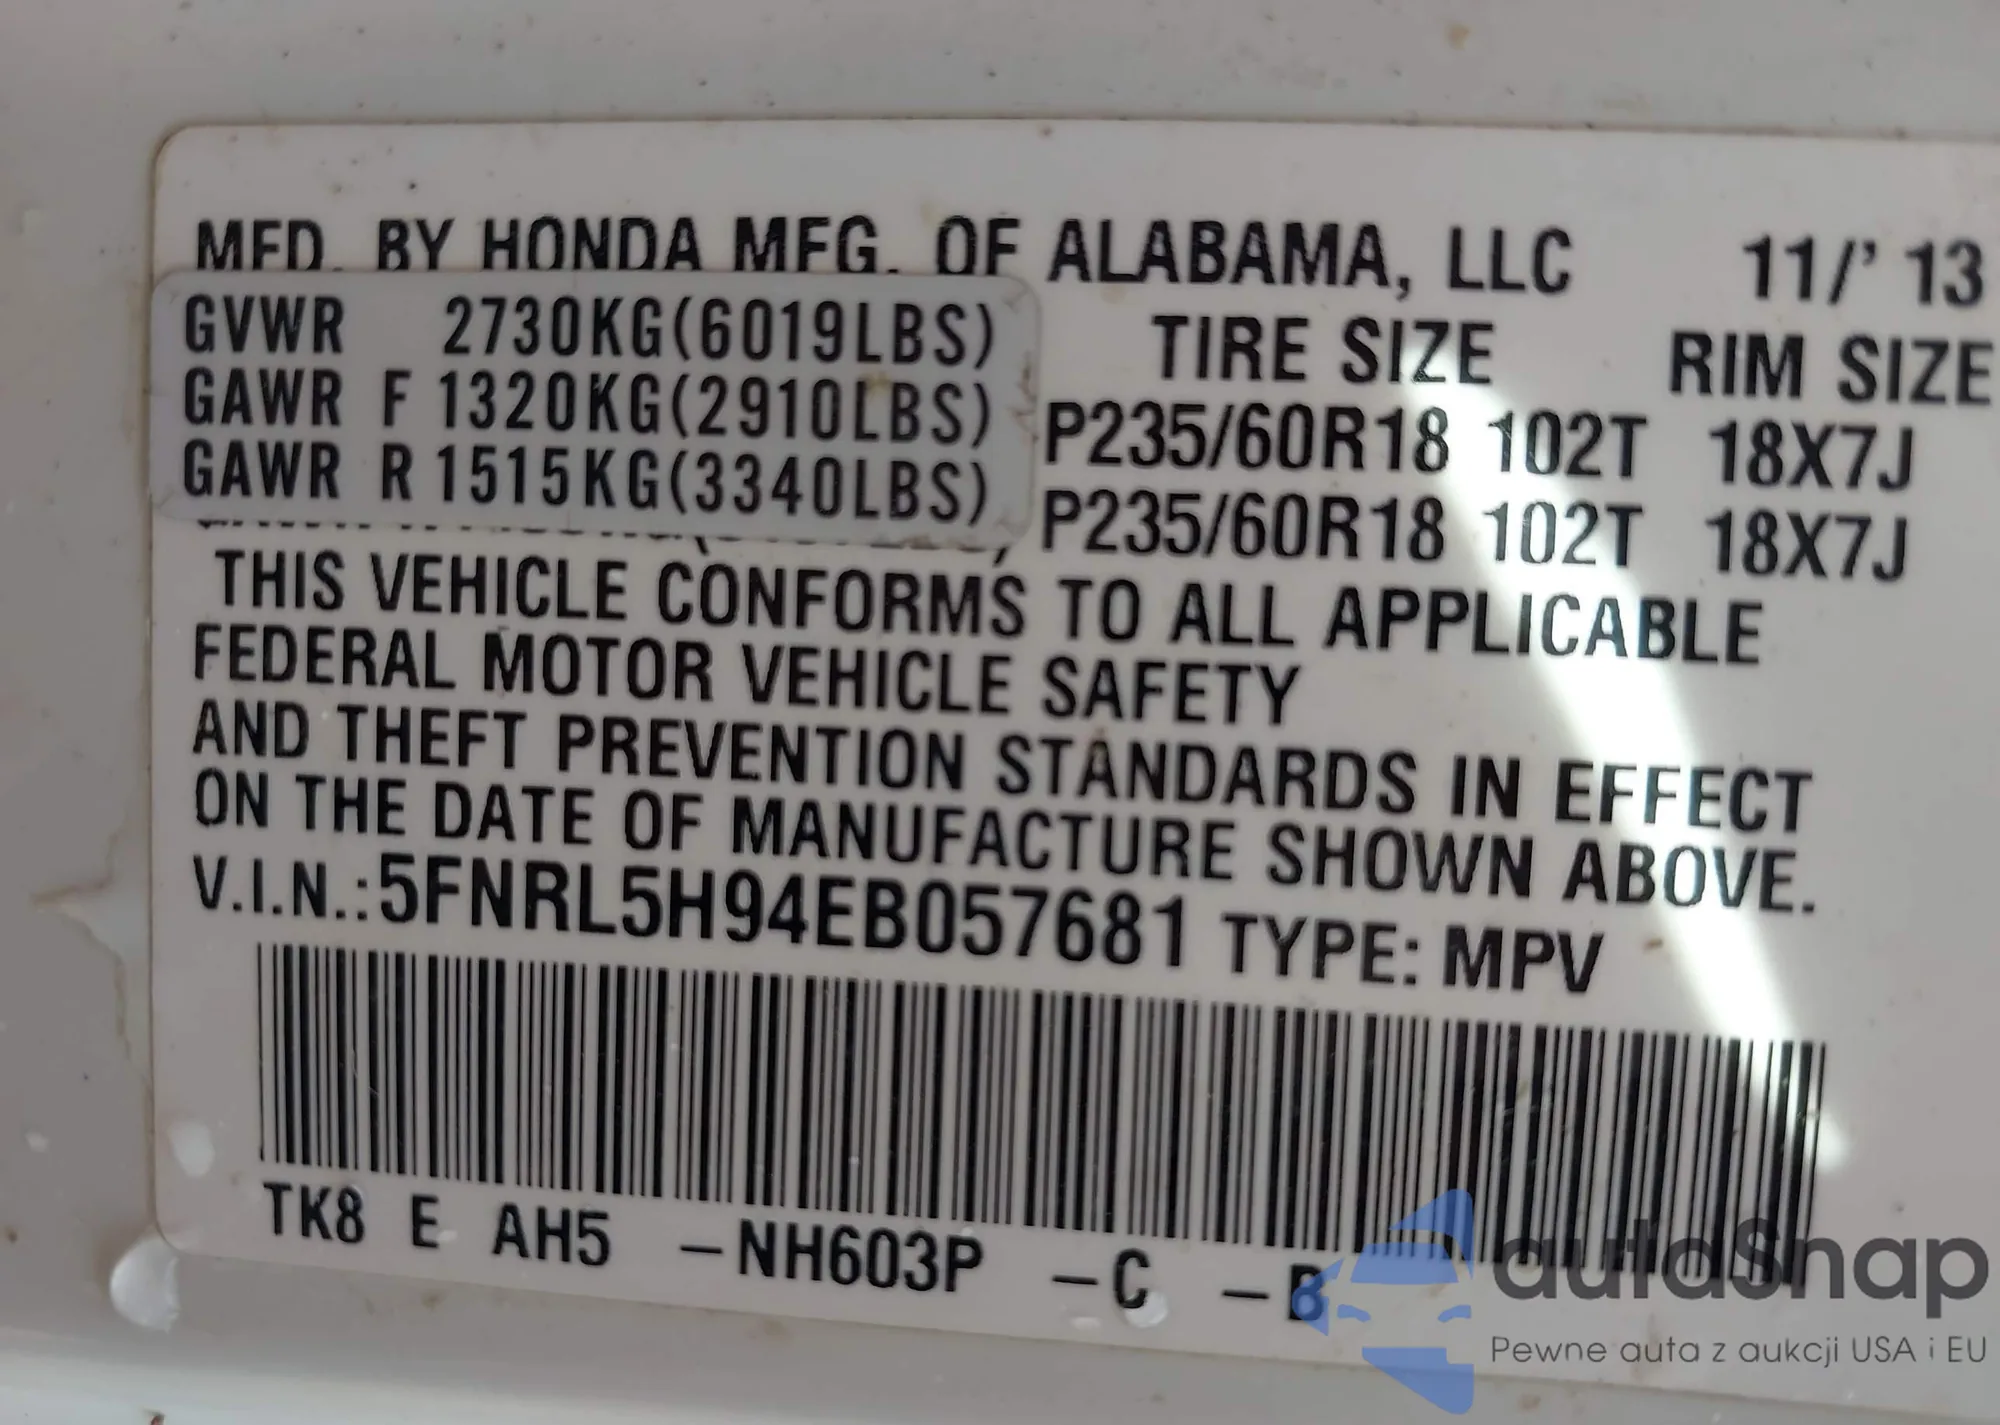 MFD. BY HONDA MFG. OF ALABAMA, LLC 11/'13
GVWR 2730KG(6019LBS) TIRE SIZE RIM SIZE
GAWR F 1320KG(2910LBS) P235/60R18 102T 18X7J
GAWR R 1515KG(3340LBS) P235/60R18 102T 18X7J
THIS VEHICLE CONFORMS TO ALL APPLICABLE
FEDERAL MOTOR VEHICLE SAFETY
AND THEFT PREVENTION STANDARDS IN EFFECT
ON THE DATE OF MANUFACTURE SHOWN ABOVE.
V.I.N.:5FNRL5H94EB057681 TYPE: MPV
TK8 E AH5 -NH603P -C -B
autoSnap
Pewne auta z aukcji USA i EU